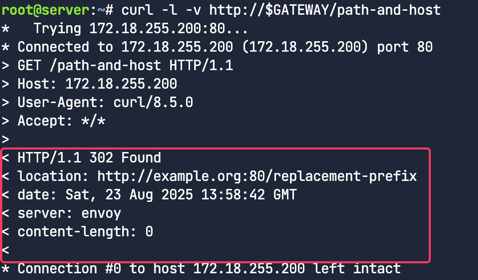 root@server:~# curl -l -v http://$GATEWAY/path-and-host
*   Trying 172.18.255.200:80...
* Connected to 172.18.255.200 (172.18.255.200) port 80
> GET /path-and-host HTTP/1.1
> Host: 172.18.255.200
> User-Agent: curl/8.5.0
> Accept: */*
>
< HTTP/1.1 302 Found
< location: http://example.org:80/replacement-prefix
< date: Sat, 23 Aug 2025 13:58:42 GMT
< server: envoy
< content-length: 0
<
* Connection #0 to host 172.18.255.200 left intact